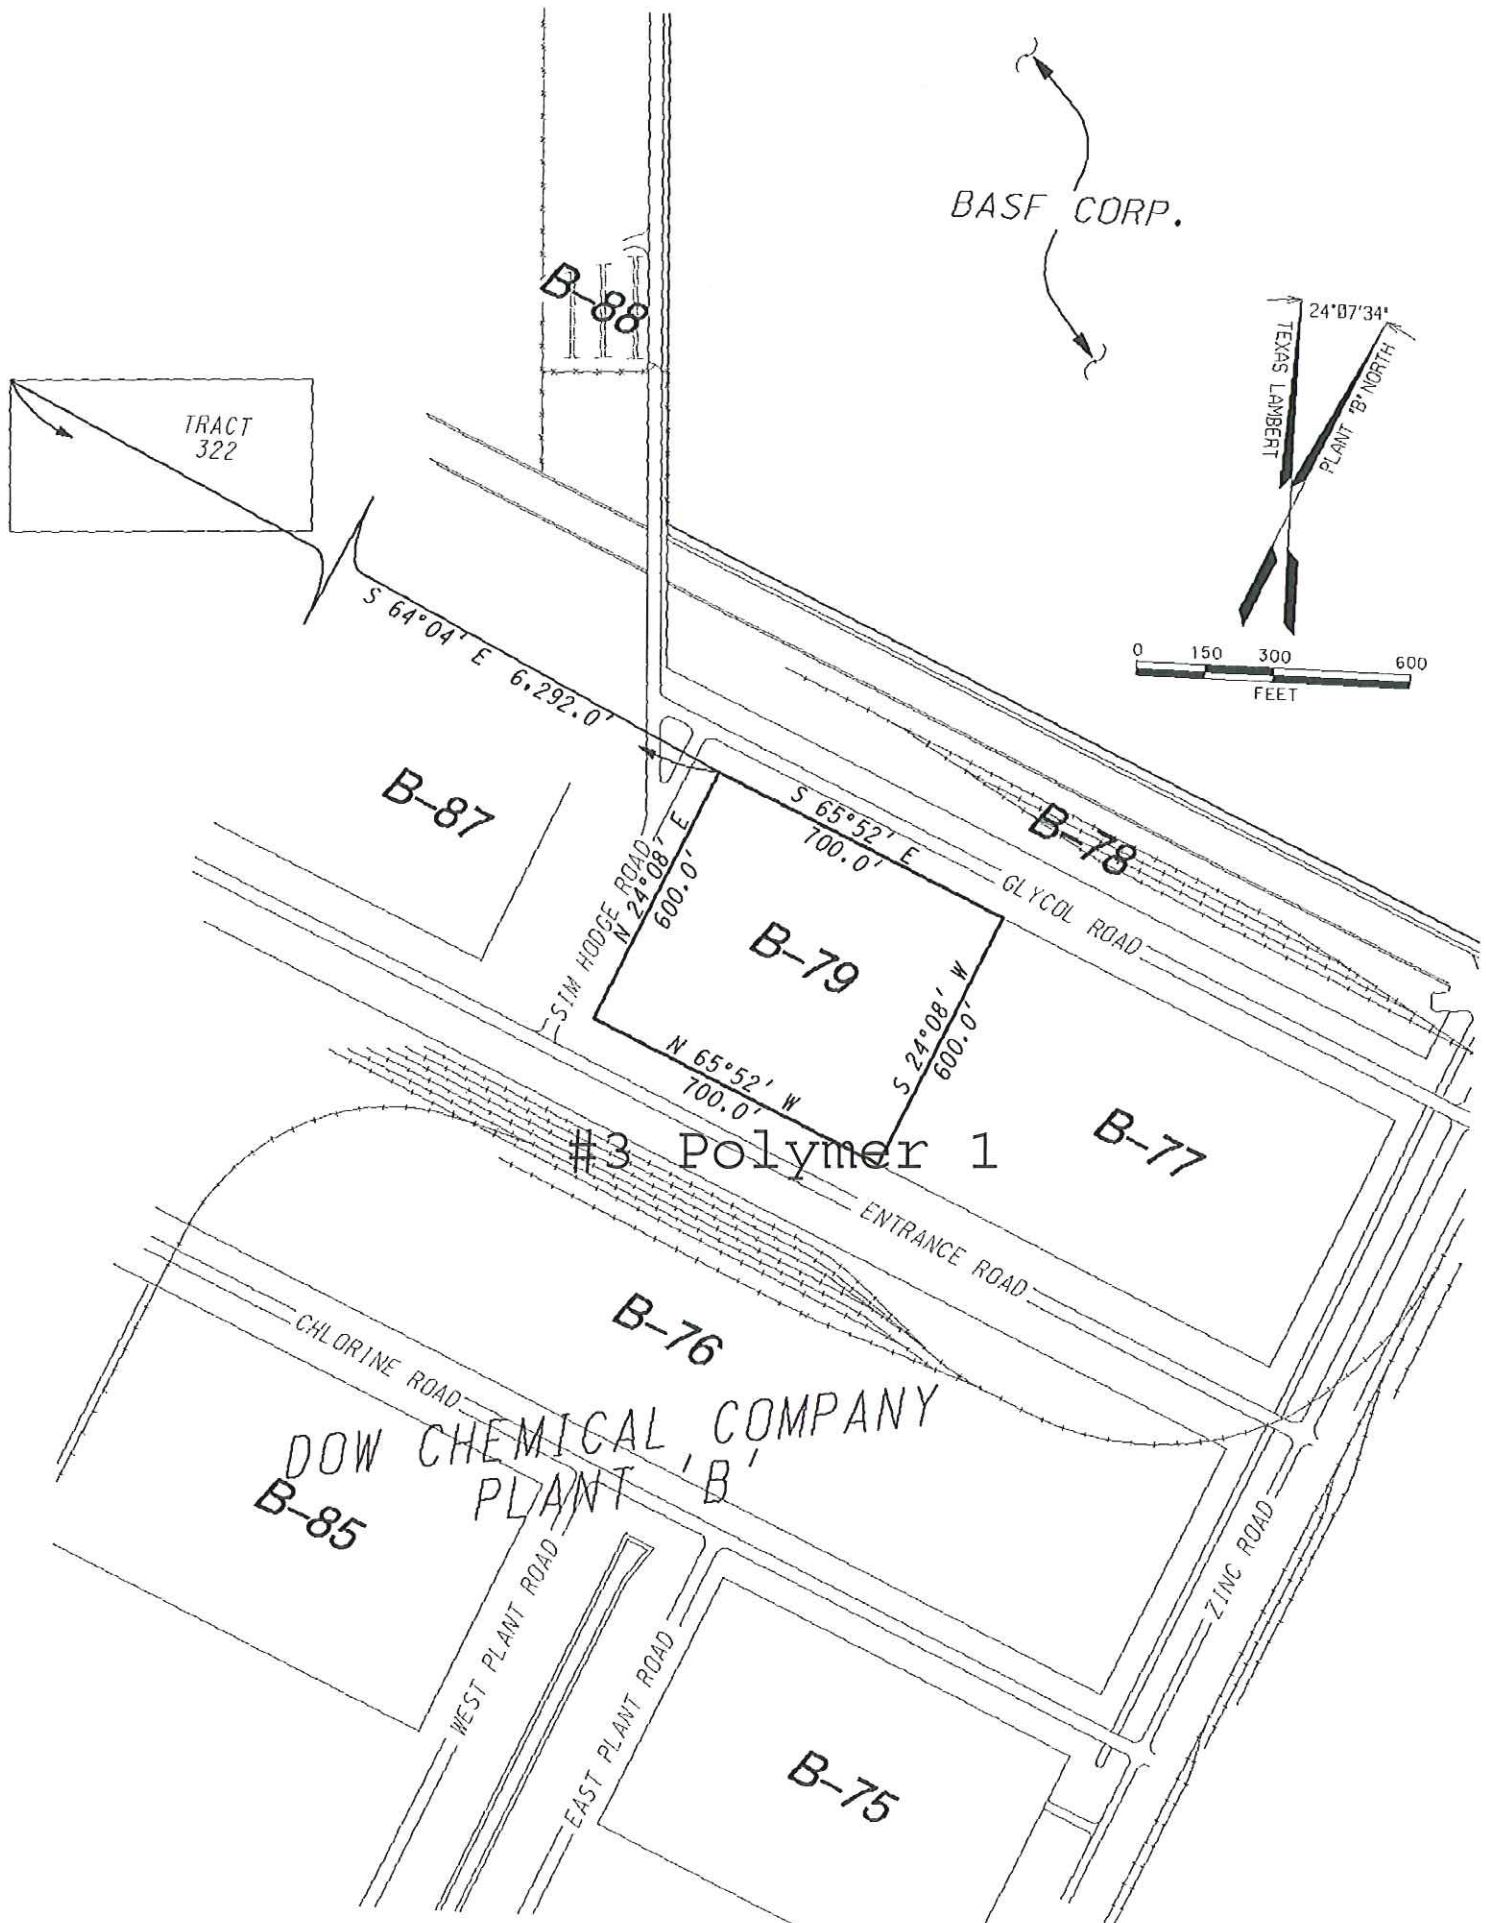 BASF CORP.
B-88
24°07'34"
TEXAS LAMBERT
PLANT "B" NORTH
TRACT
322
0 150 300 600
FEET
S 64°04' E 6,292.0'
B-87
S 65°52' E
700.0'
B-78
GLYCOL ROAD
SIM HODGE ROAD
N 24°08' E
600.0'
B-79
S 24°08' W
600.0'
N 65°52' W
700.0'
#3 Polymer 1
B-77
ENTRANCE ROAD
B-76
CHLORINE ROAD
DOW CHEMICAL COMPANY
PLANT 'B'
B-85
WEST PLANT ROAD
EAST PLANT ROAD
ZINC ROAD
B-75